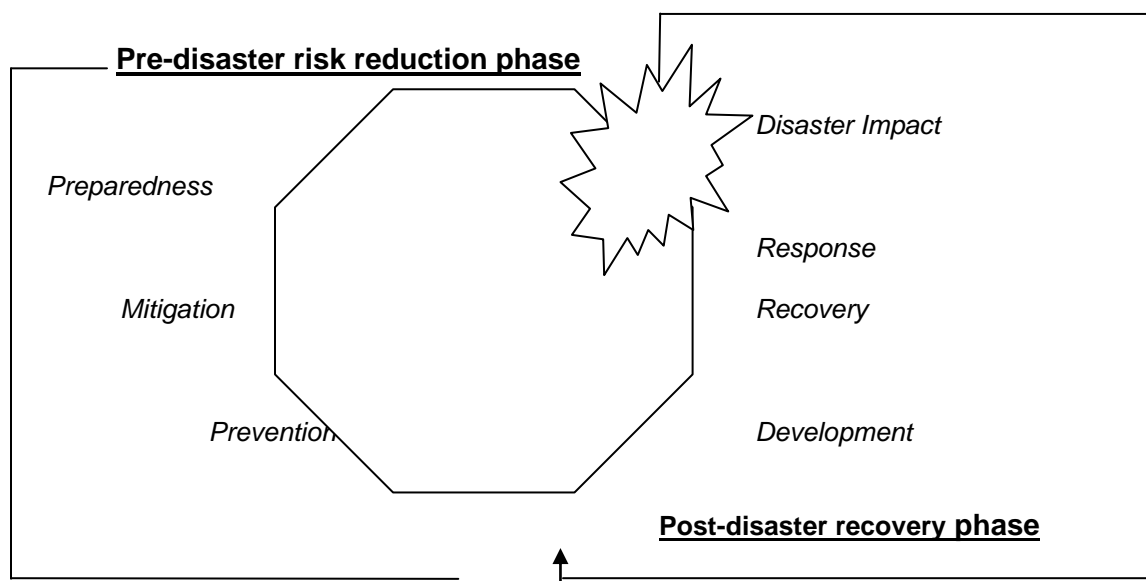 Pre-disaster risk reduction phase
Disaster Impact
Preparedness
Response
Mitigation
Recovery
Prevention
Development
Post-disaster recovery phase